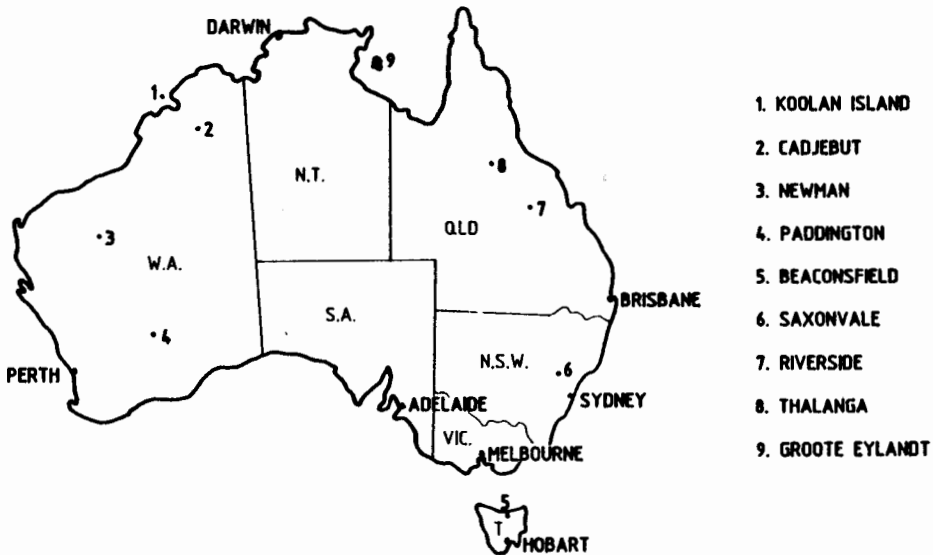 DARWIN
9
1.
2
N.T.
8
7
3
W.A.
QLD
S.A.
BRISBANE
4
N.S.W.
6
PERTH
ADELAIDE
SYDNEY
VIC.
MELBOURNE
5
T
HOBART
1. KOOLAN ISLAND
2. CADJEBUT
3. NEWMAN
4. PADDINGTON
5. BEACONSFIELD
6. SAXONVALE
7. RIVERSIDE
8. THALANGA
9. GROOTE EYLANDT